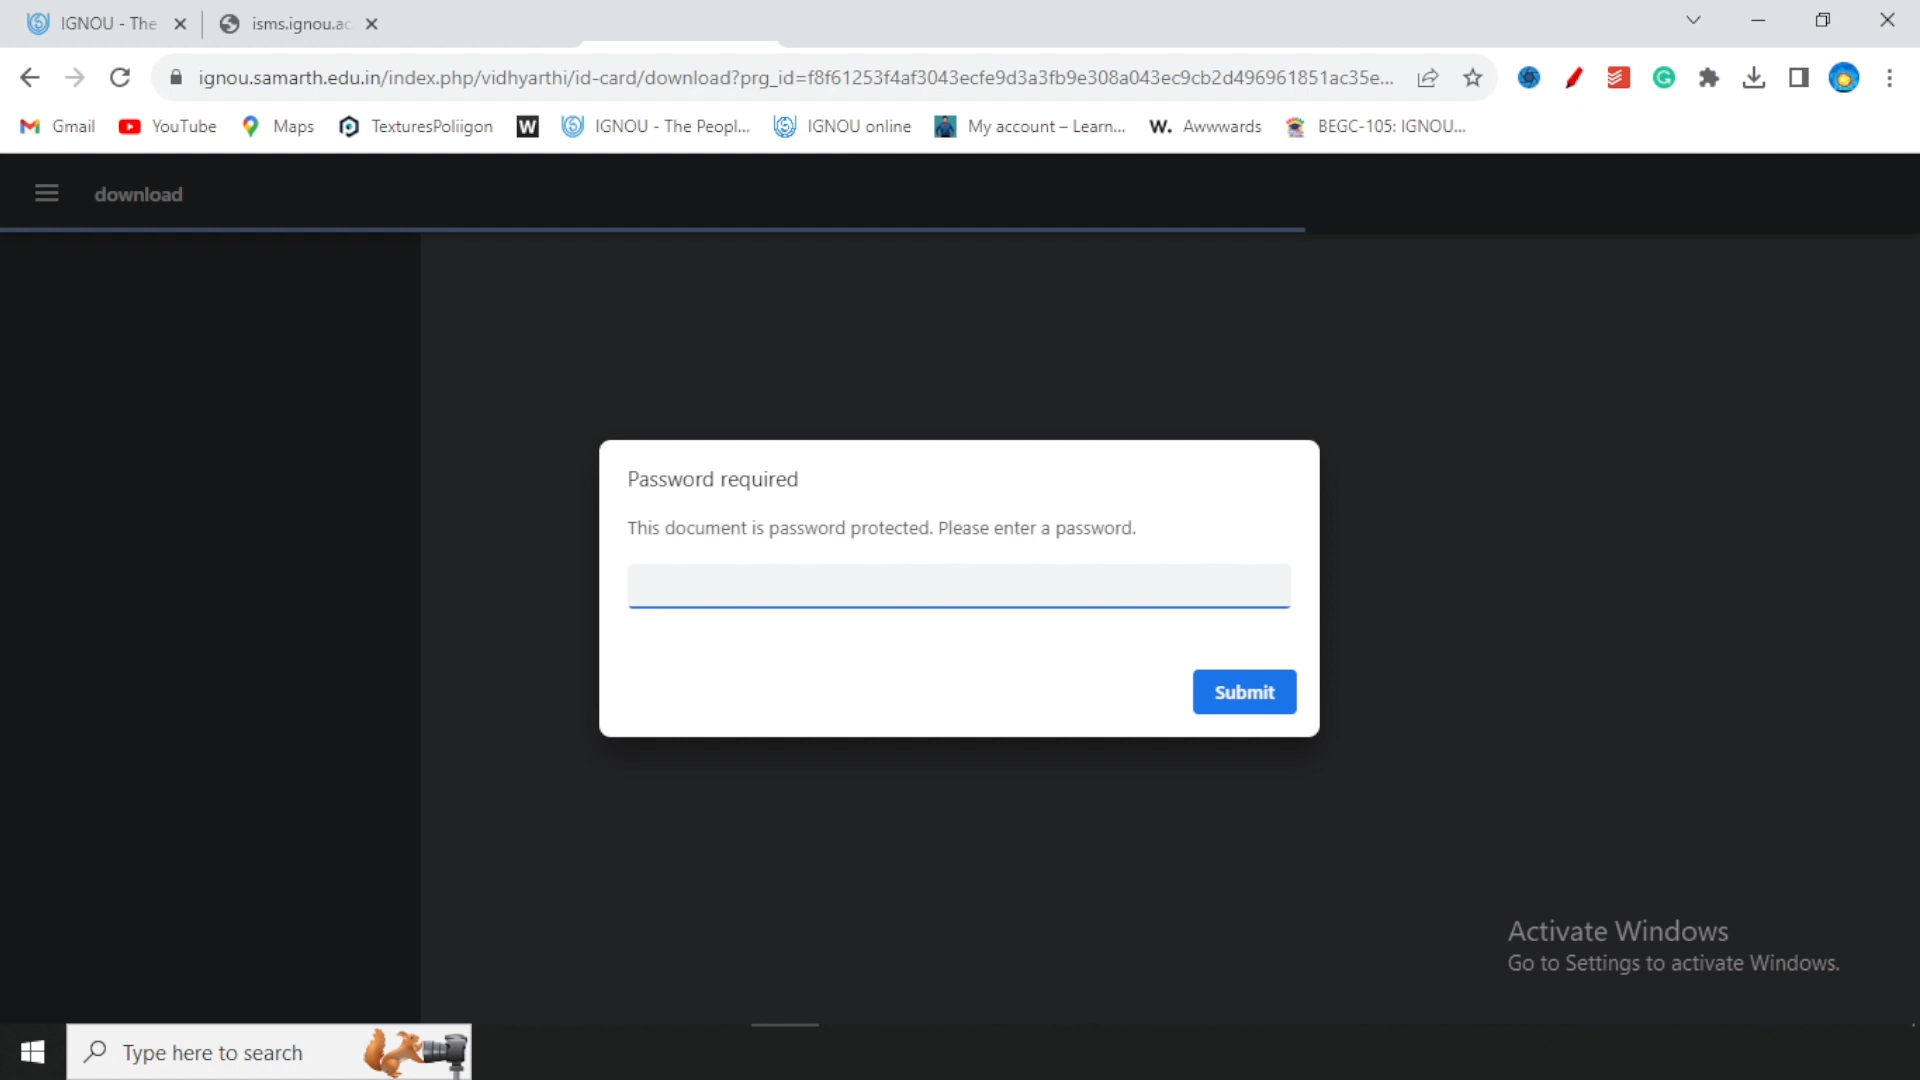 IGNOU - The
isms.ignou.ac
ignou.samarth.edu.in/index.php/vidhyarthi/id-card/download?prg_id=f8f61253f4af3043ecfe9d3a3fb9e308a043ec9cb2d496961851ac35e...
Gmail
YouTube
Maps
TexturesPoliigon
W
IGNOU - The Peopl...
IGNOU online
My account – Learn...
W. Awwwards
BEGC-105: IGNOU...
download
Password required
This document is password protected. Please enter a password.
Submit
Activate Windows
Go to Settings to activate Windows.
Type here to search